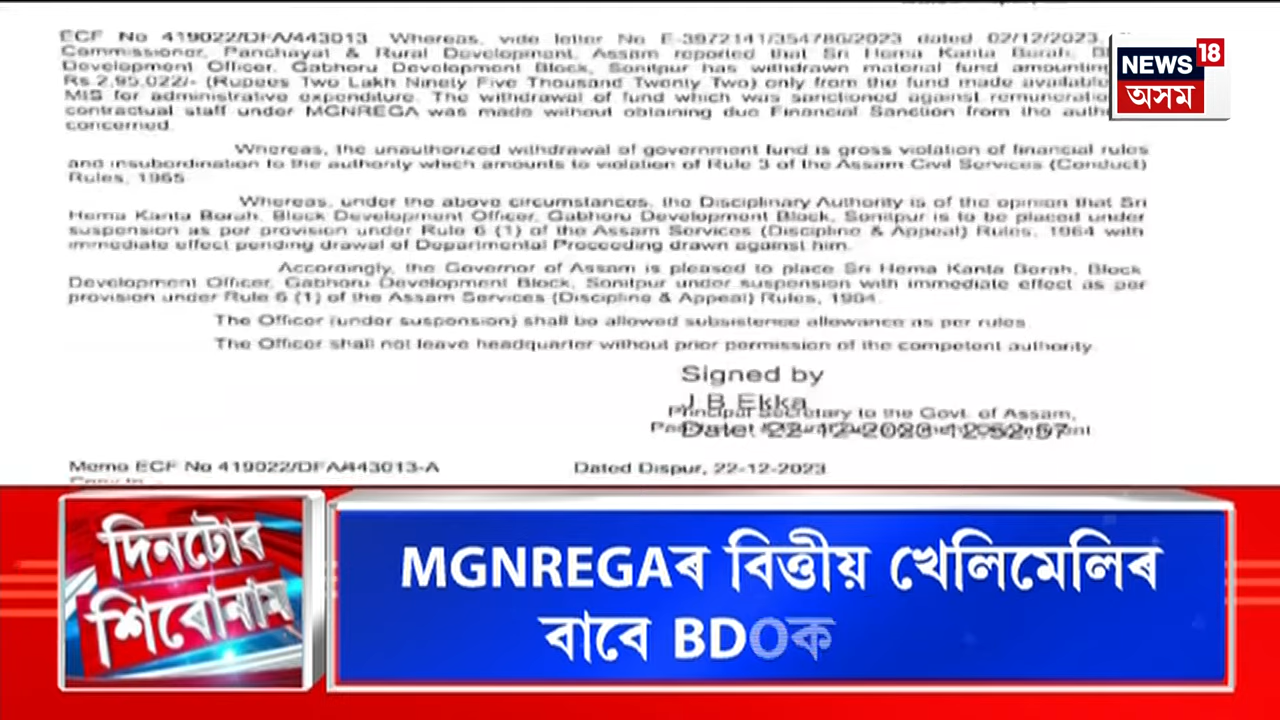 ECF No 419022/DFA/443013 Whereas, vide letter No E-3972141/354786/2023 dated 02/12/2023,
Commissioner, Panchayat & Rural Development, Assam reported that Sri Hema Kanta Borah,
Development Officer, Gabhoru Development Block, Sonitpur has withdrawn material fund
Rs.2,95,022/- (Rupees Two Lakh Ninety Five Thousand Twenty Two) only from the fund made available
MIS for administrative expenditure. The withdrawal of fund which was sanctioned against
contractual staff under MGNREGA was made without obtaining due Financial Sanction from the
concerned.
Whereas, the unauthorized withdrawal of government fund is gross violation of financial rules
and insubordination to the authority which amounts to violation of Rule 3 of the Assam Civil Services (Conduct)
Rules, 1965
Whereas, under the above circumstances, the Disciplinary Authority is of the opinion that Sri
Hema Kanta Borah, Block Development Officer, Gabhoru Development Block, Sonitpur is to be placed under
suspension as per provision under Rule 6 (1) of the Assam Services (Discipline & Appeal) Rules, 1964 with
immediate effect pending drawal of Departmental Proceeding drawn against him.
Accordingly, the Governor of Assam is pleased to place Sri Hema Kanta Borah, Block
Development Officer, Gabhoru Development Block, Sonitpur under suspension with immediate effect as per
provision under Rule 6 (1) of the Assam Services (Discipline & Appeal) Rules, 1964.
The Officer (under suspension) shall be allowed subsistence allowance as per rules
The Officer shall not leave headquarter without prior permission of the competent authority
Signed by
J B Ekka
Principal Secretary to the Govt. of Assam,
Date: 22-12-2023 12:52:57
Memo ECF No 419022/DFA/443013-A
Dated Dispur, 22-12-2023
NEWS 18
অসম
দিনটোৰ
শিৰোনাম
MGNREGAৰ বিত্তীয় খেলিমেলিৰ
বাবে BDOক